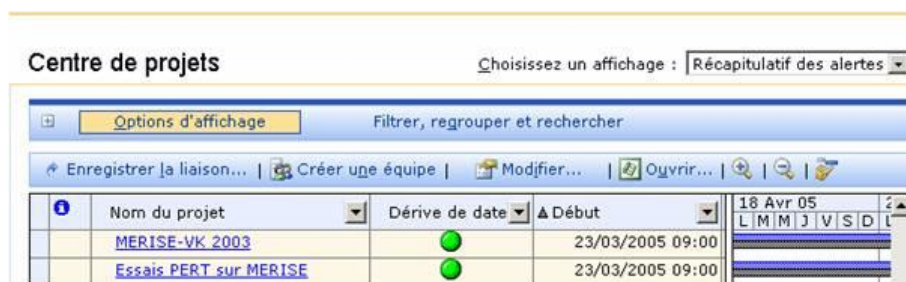 Centre de projets Choisissez un affichage : Récapitulatif des alertes
Options d'affichage Filtrer, regrouper et rechercher
Enregistrer la liaison... | Créer une équipe | Modifier... | Ouvrir... | | |
Nom du projet Dérive de date Début 18 Avr 05 2
L M M J V S D L
MERISE-VK 2003 23/03/2005 09:00
Essais PERT sur MERISE 23/03/2005 09:00